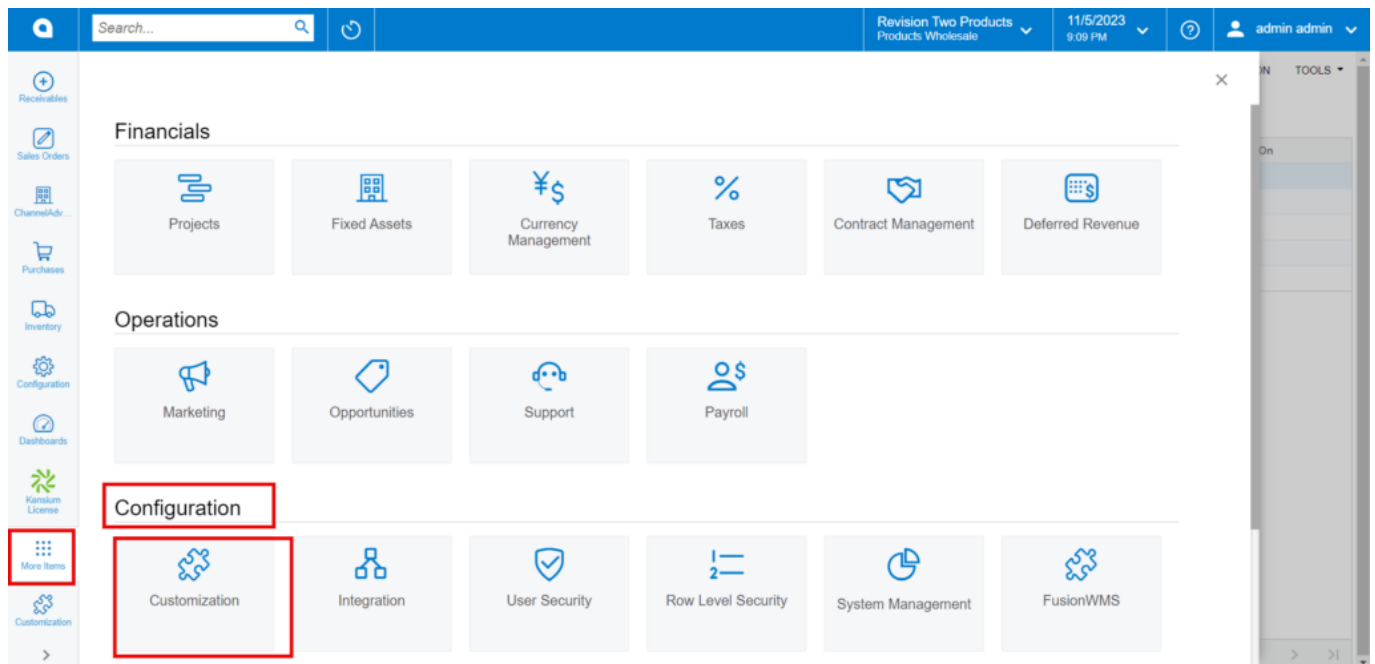 Search...
Revision Two Products
Products Wholesale
11/5/2023
9:09 PM
admin admin
Receivables
Sales Orders
ChannelAdv...
Purchases
Inventory
Configuration
Dashboards
Kensium
License
More Items
Customization
ON
TOOLS
On
Financials
Projects
Fixed Assets
Currency
Management
Taxes
Contract Management
Deferred Revenue
Operations
Marketing
Opportunities
Support
Payroll
Configuration
Customization
Integration
User Security
Row Level Security
System Management
FusionWMS